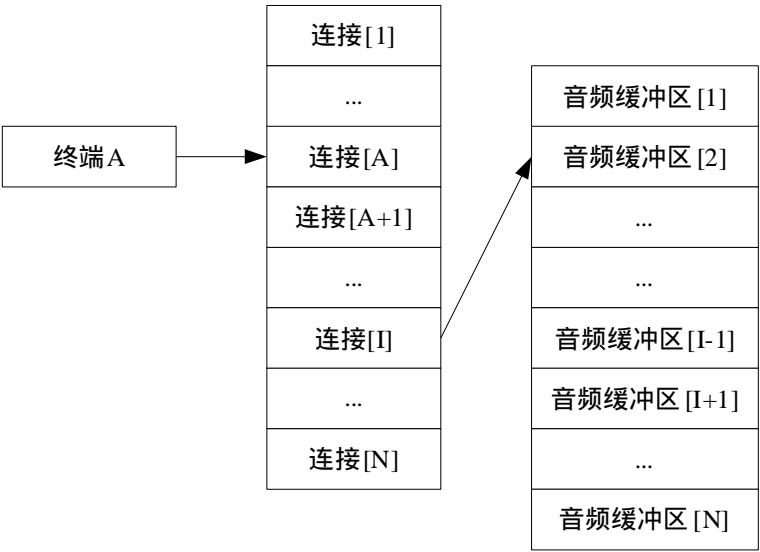 终端A
连接[1]
...
连接[A]
连接[A+1]
...
连接[I]
...
连接[N]
音频缓冲区[1]
音频缓冲区[2]
...
...
音频缓冲区[I-1]
音频缓冲区[I+1]
...
音频缓冲区[N]